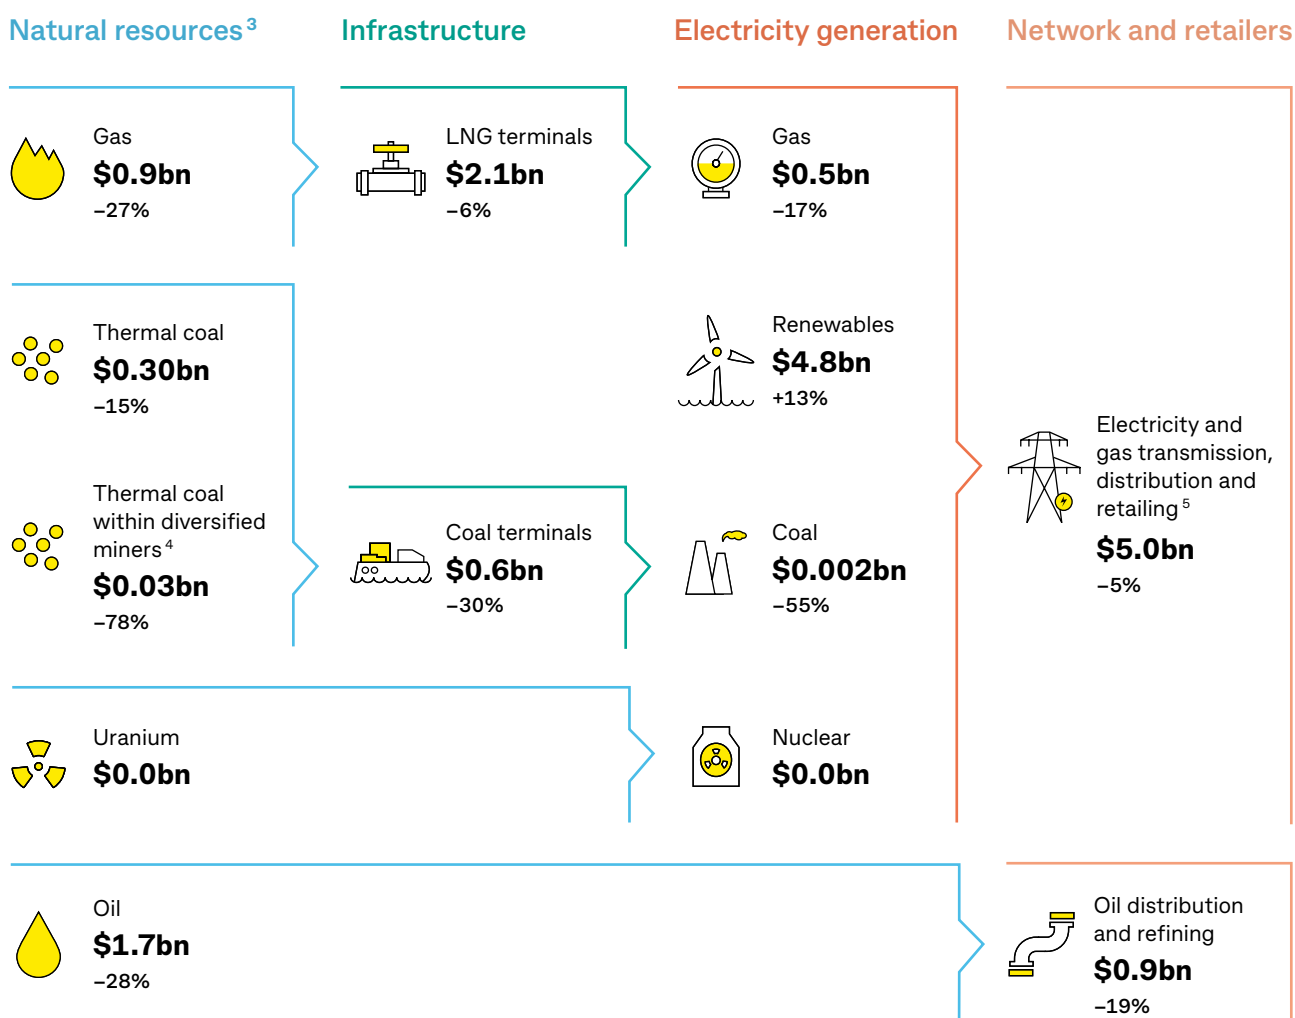 Natural resources 3
Infrastructure
Electricity generation
Network and retailers
Gas
$0.9bn
–27%
LNG terminals
$2.1bn
–6%
Gas
$0.5bn
–17%
Thermal coal
$0.30bn
–15%
Renewables
$4.8bn
+13%
Thermal coal
within diversified
miners 4
$0.03bn
–78%
Coal terminals
$0.6bn
–30%
Coal
$0.002bn
–55%
Electricity and
gas transmission,
distribution and
retailing 5
$5.0bn
–5%
Uranium
$0.0bn
Nuclear
$0.0bn
Oil
$1.7bn
–28%
Oil distribution
and refining
$0.9bn
–19%